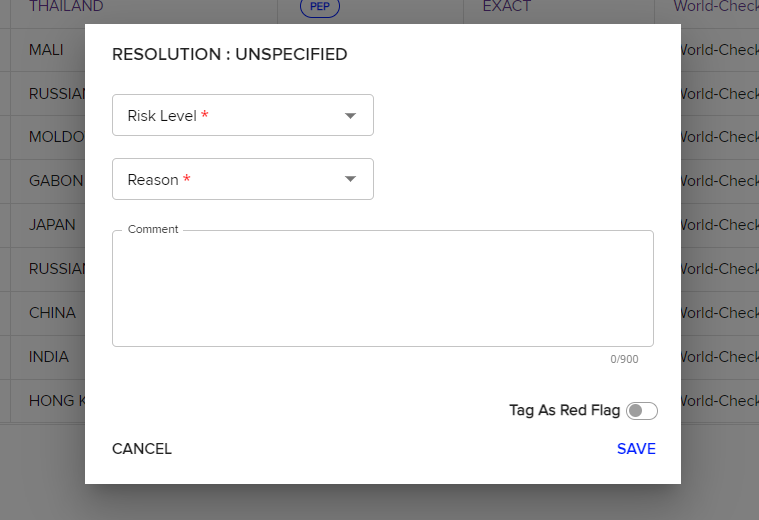 THAILAND PEP EXACT World-Check
RESOLUTION : UNSPECIFIED
MALI World-Check
RUSSIAN World-Check
Risk Level *
MOLDO World-Check
GABON World-Check
Reason *
JAPAN World-Check
Comment
RUSSIAN World-Check
CHINA World-Check
INDIA World-Check
0/900
HONG K World-Check
Tag As Red Flag
CANCEL SAVE